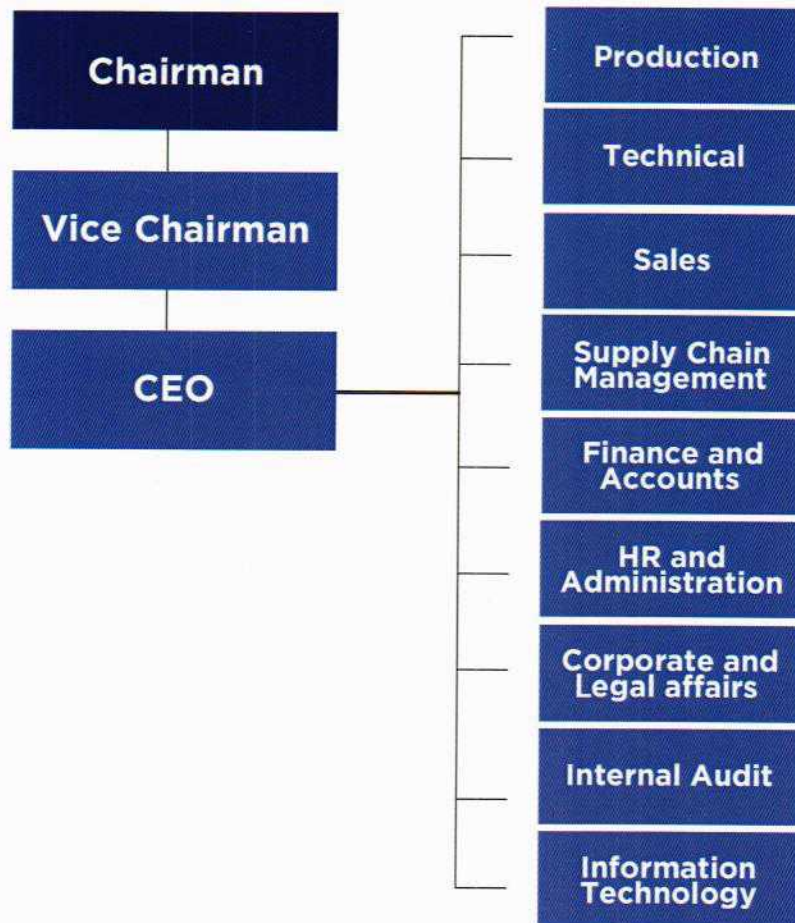 Chairman
Vice Chairman
CEO
Production
Technical
Sales
Supply Chain
Management
Finance and
Accounts
HR and
Administration
Corporate and
Legal affairs
Internal Audit
Information
Technology